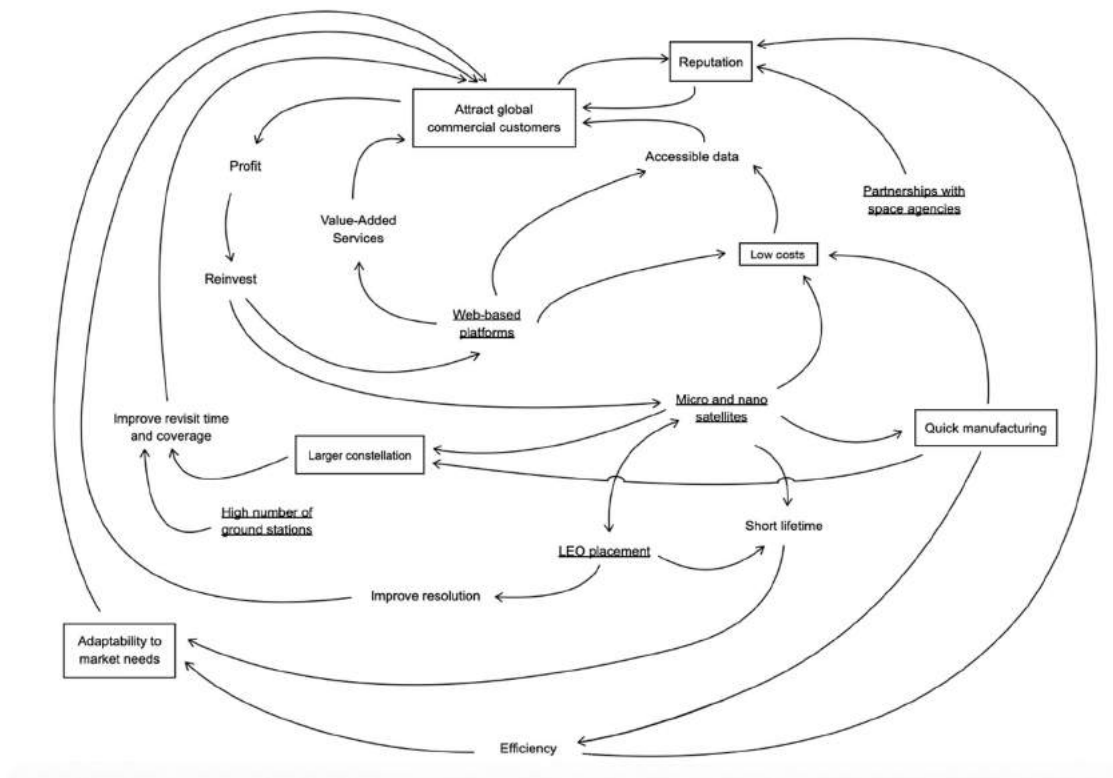 Reputation
Attract global
commercial customers
Accessible data
Profit
Partnerships with
space agencies
Value-Added
Services
Low costs
Reinvest
Web-based
platforms
Micro and nano
satellites
Improve revisit time
and coverage
Quick manufacturing
Larger constellation
High number of
ground stations
Short lifetime
LEO placement
Improve resolution
Adaptability to
market needs
Efficiency